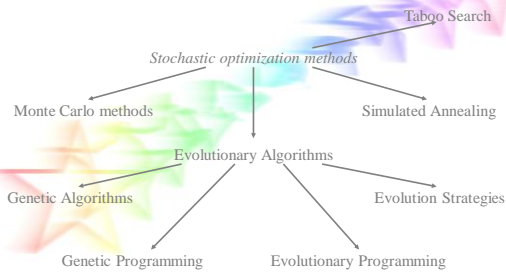 Taboo Search
Stochastic optimization methods
Monte Carlo methods
Simulated Annealing
Evolutionary Algorithms
Genetic Algorithms
Evolution Strategies
Genetic Programming
Evolutionary Programming